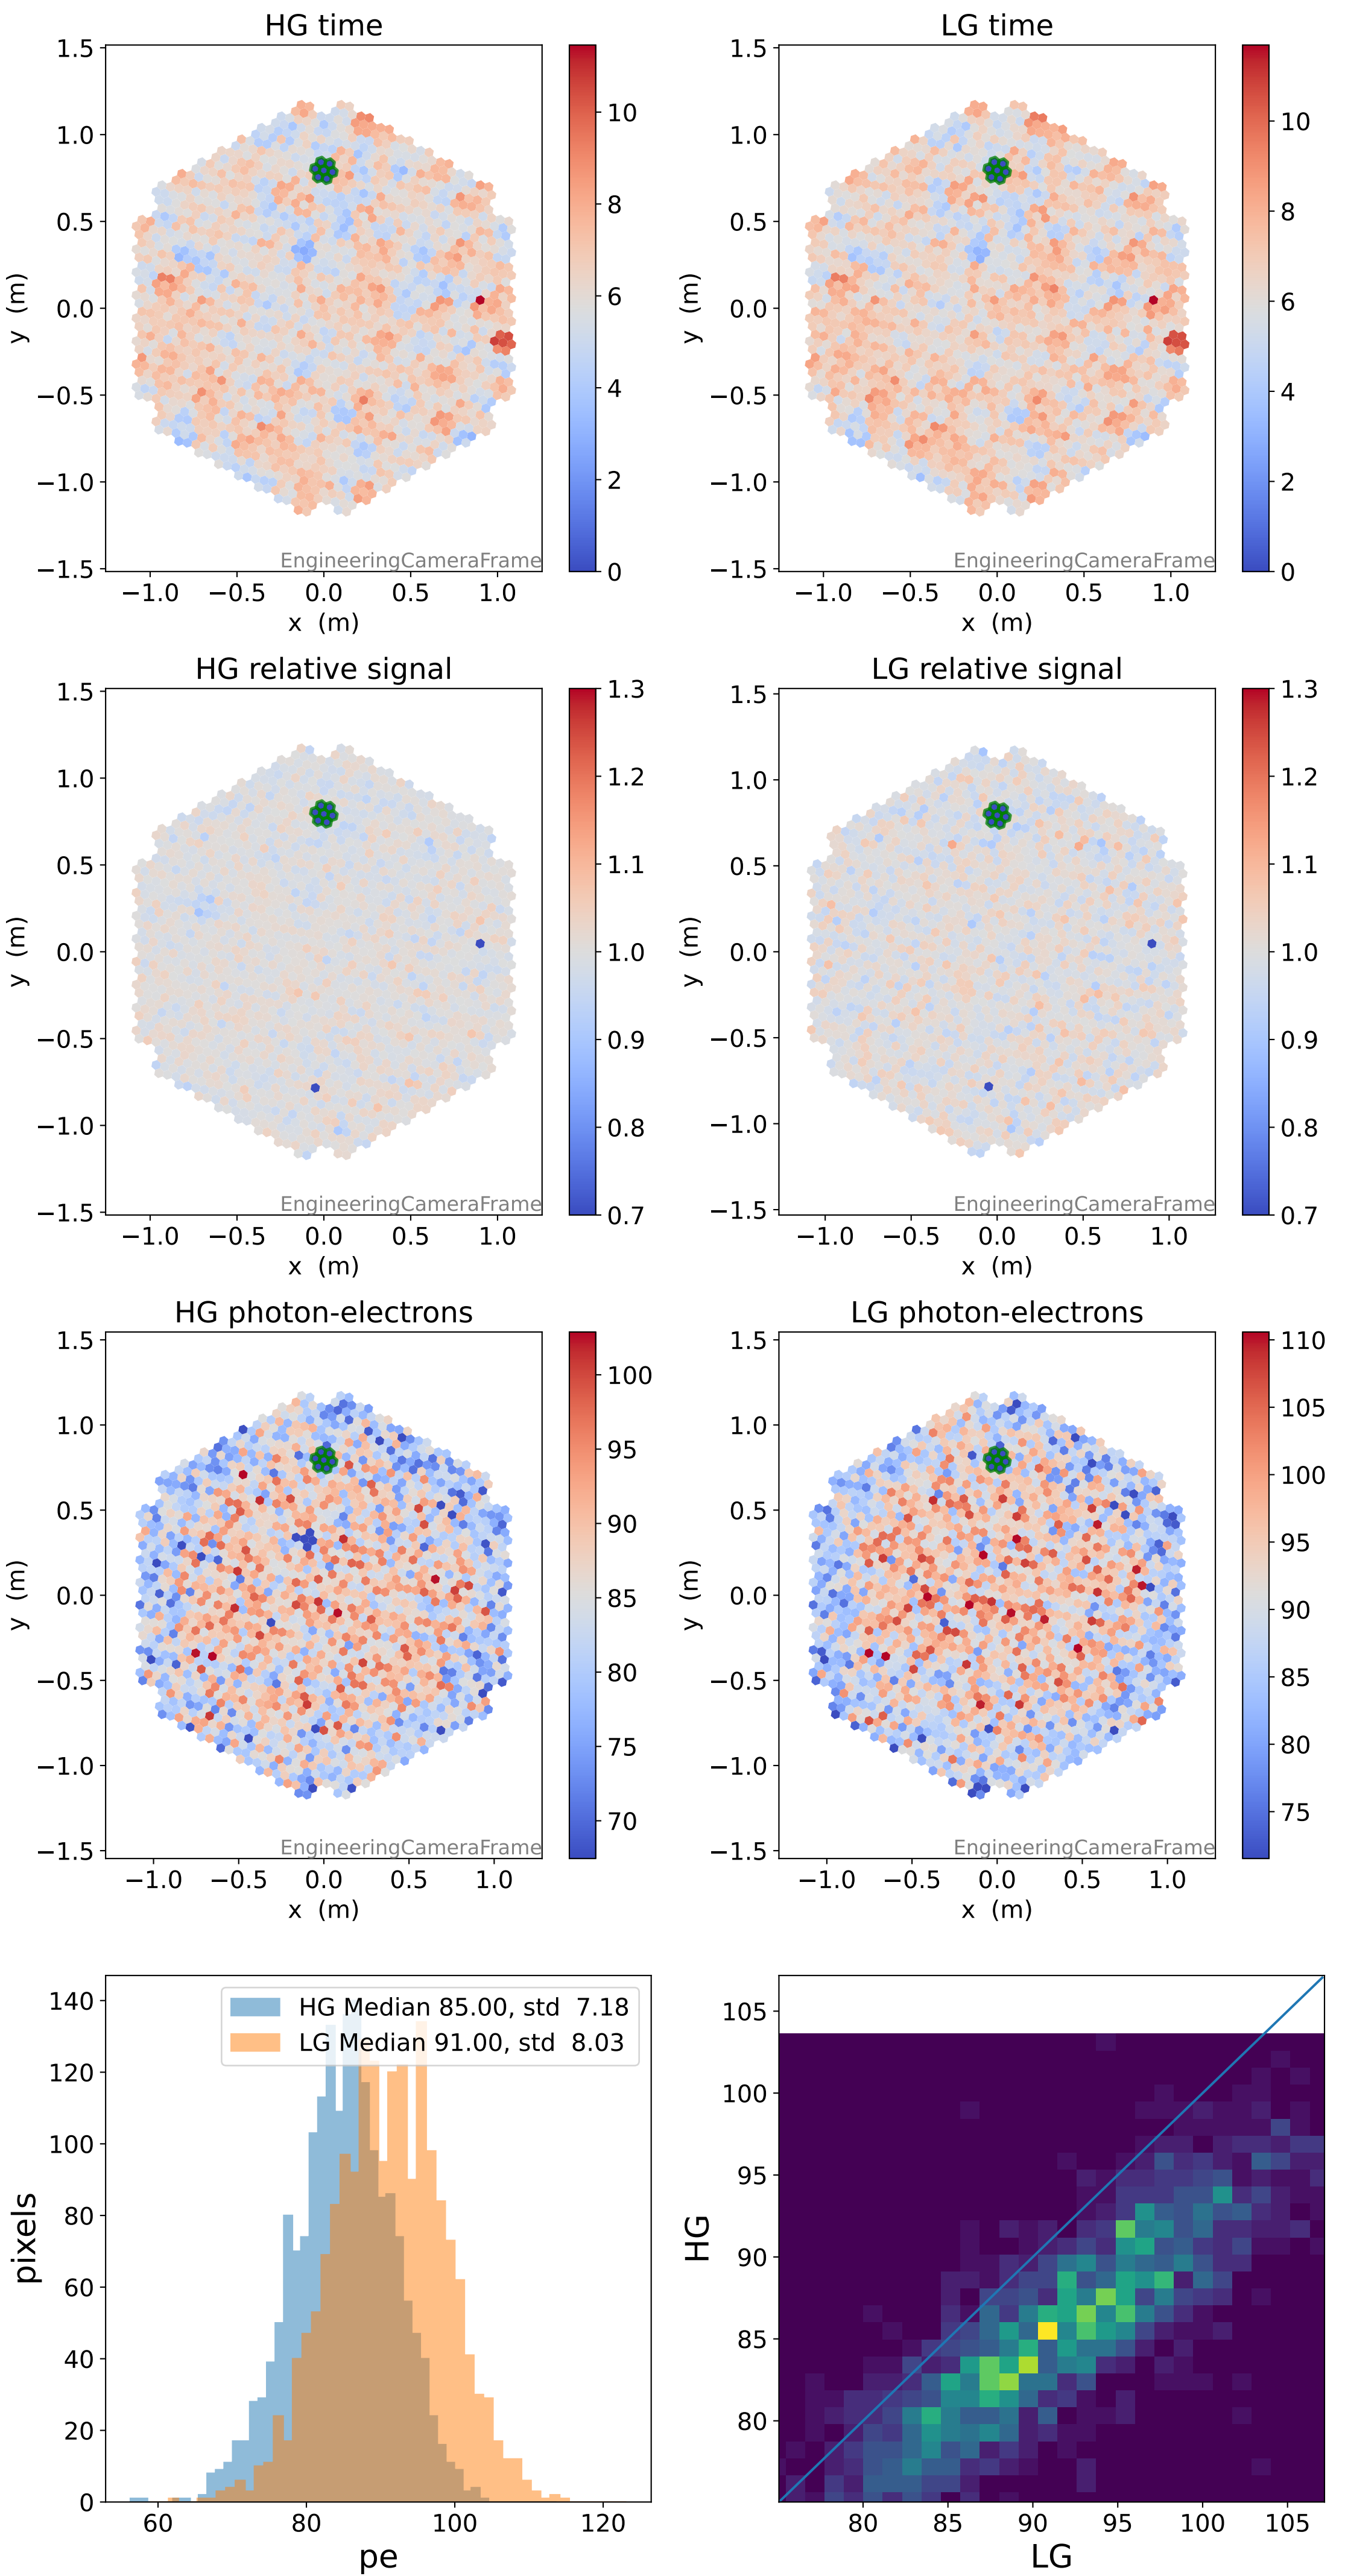 HG time
1.5
1.0
0.5
0.0
−0.5
−1.0
−1.5
y (m)
EngineeringCameraFrame
−1.0 −0.5 0.0 0.5 1.0
x (m)
10
8
6
4
2
0
LG time
1.5
1.0
0.5
0.0
−0.5
−1.0
−1.5
y (m)
EngineeringCameraFrame
−1.0 −0.5 0.0 0.5 1.0
x (m)
10
8
6
4
2
0
HG relative signal
1.5
1.0
0.5
0.0
−0.5
−1.0
−1.5
y (m)
EngineeringCameraFrame
−1.0 −0.5 0.0 0.5 1.0
x (m)
1.3
1.2
1.1
1.0
0.9
0.8
0.7
LG relative signal
1.5
1.0
0.5
0.0
−0.5
−1.0
−1.5
y (m)
EngineeringCameraFrame
−1.0 −0.5 0.0 0.5 1.0
x (m)
1.3
1.2
1.1
1.0
0.9
0.8
0.7
HG photon-electrons
1.5
1.0
0.5
0.0
−0.5
−1.0
−1.5
y (m)
EngineeringCameraFrame
−1.0 −0.5 0.0 0.5 1.0
x (m)
100
95
90
85
80
75
70
LG photon-electrons
1.5
1.0
0.5
0.0
−0.5
−1.0
−1.5
y (m)
EngineeringCameraFrame
−1.0 −0.5 0.0 0.5 1.0
x (m)
110
105
100
95
90
85
80
75
HG Median 85.00, std 7.18
LG Median 91.00, std 8.03
140
120
100
80
60
40
20
0
pixels
60 80 100 120
pe
105
100
95
90
85
80
HG
80 85 90 95 100 105
LG